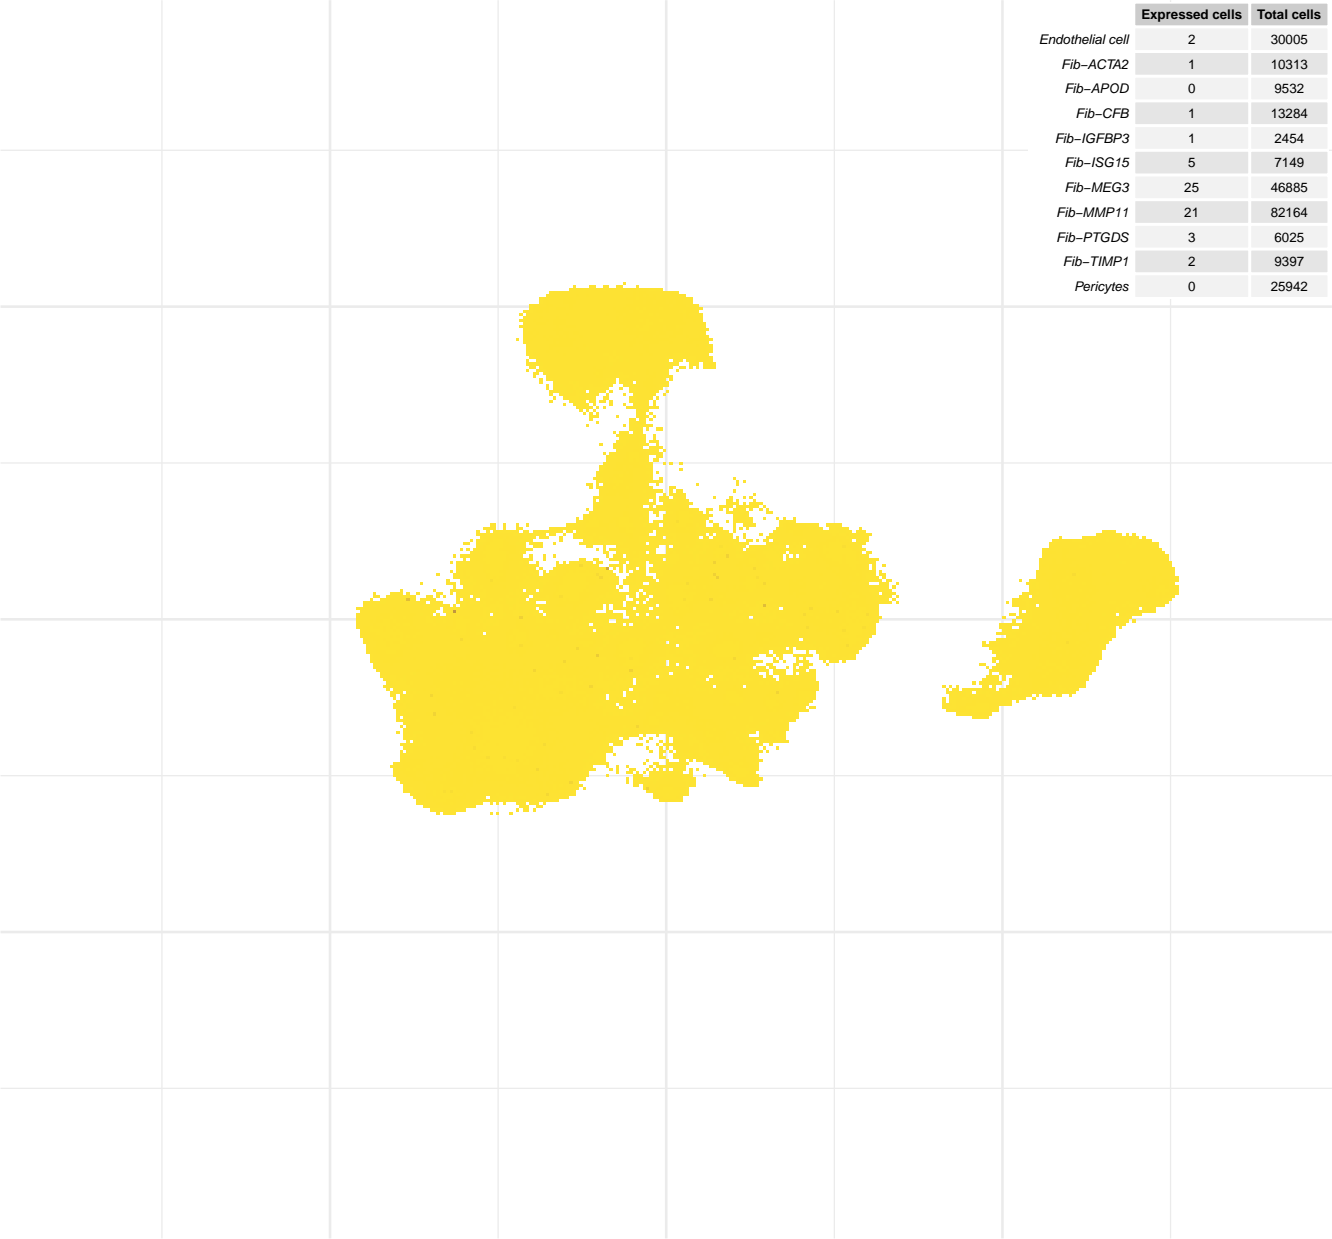 Expressed cells Total cells
Endothelial cell 2 30005
Fib−ACTA2 1 10313
Fib−APOD 0 9532
Fib−CFB 1 13284
Fib−IGFBP3 1 2454
Fib−ISG15 5 7149
Fib−MEG3 25 46885
Fib−MMP11 21 82164
Fib−PTGDS 3 6025
Fib−TIMP1 2 9397
Pericytes 0 25942